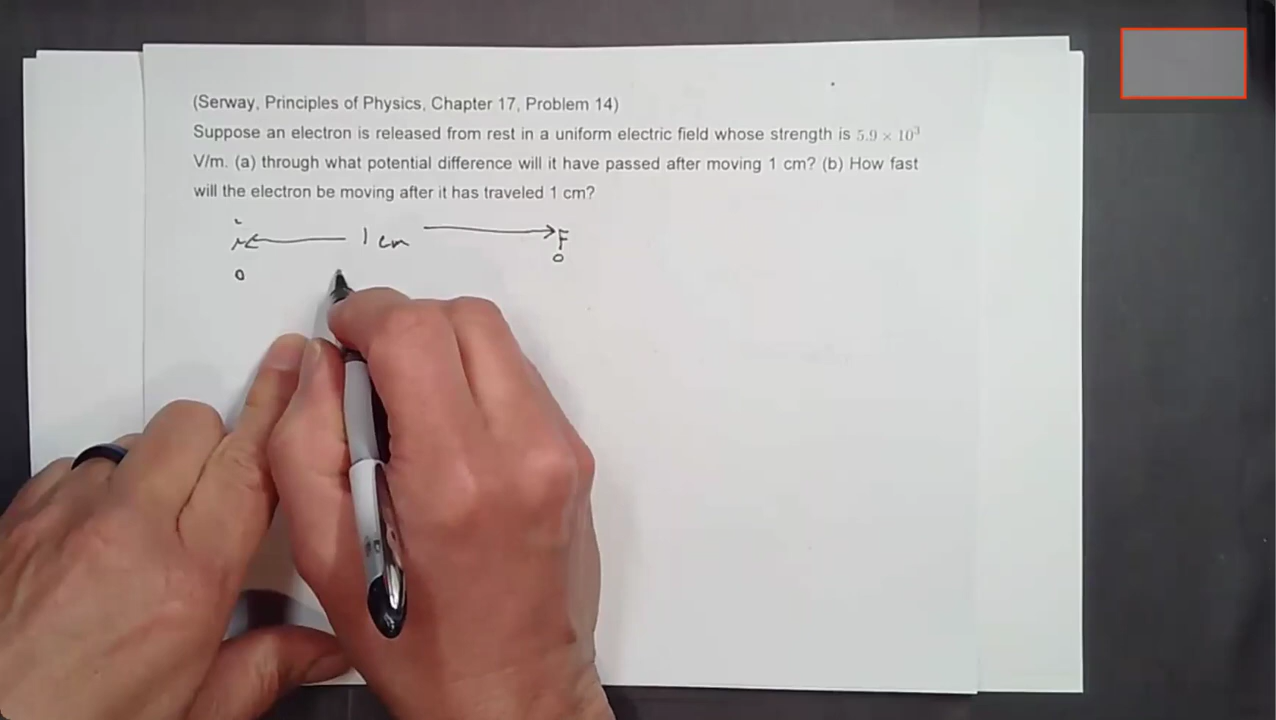 (Serway, Principles of Physics, Chapter 17, Problem 14)
Suppose an electron is released from rest in a uniform electric field whose strength is 5.9 × 10³
V/m. (a) through what potential difference will it have passed after moving 1 cm? (b) How fast
will the electron be moving after it has traveled 1 cm?
1 cm F
0 0